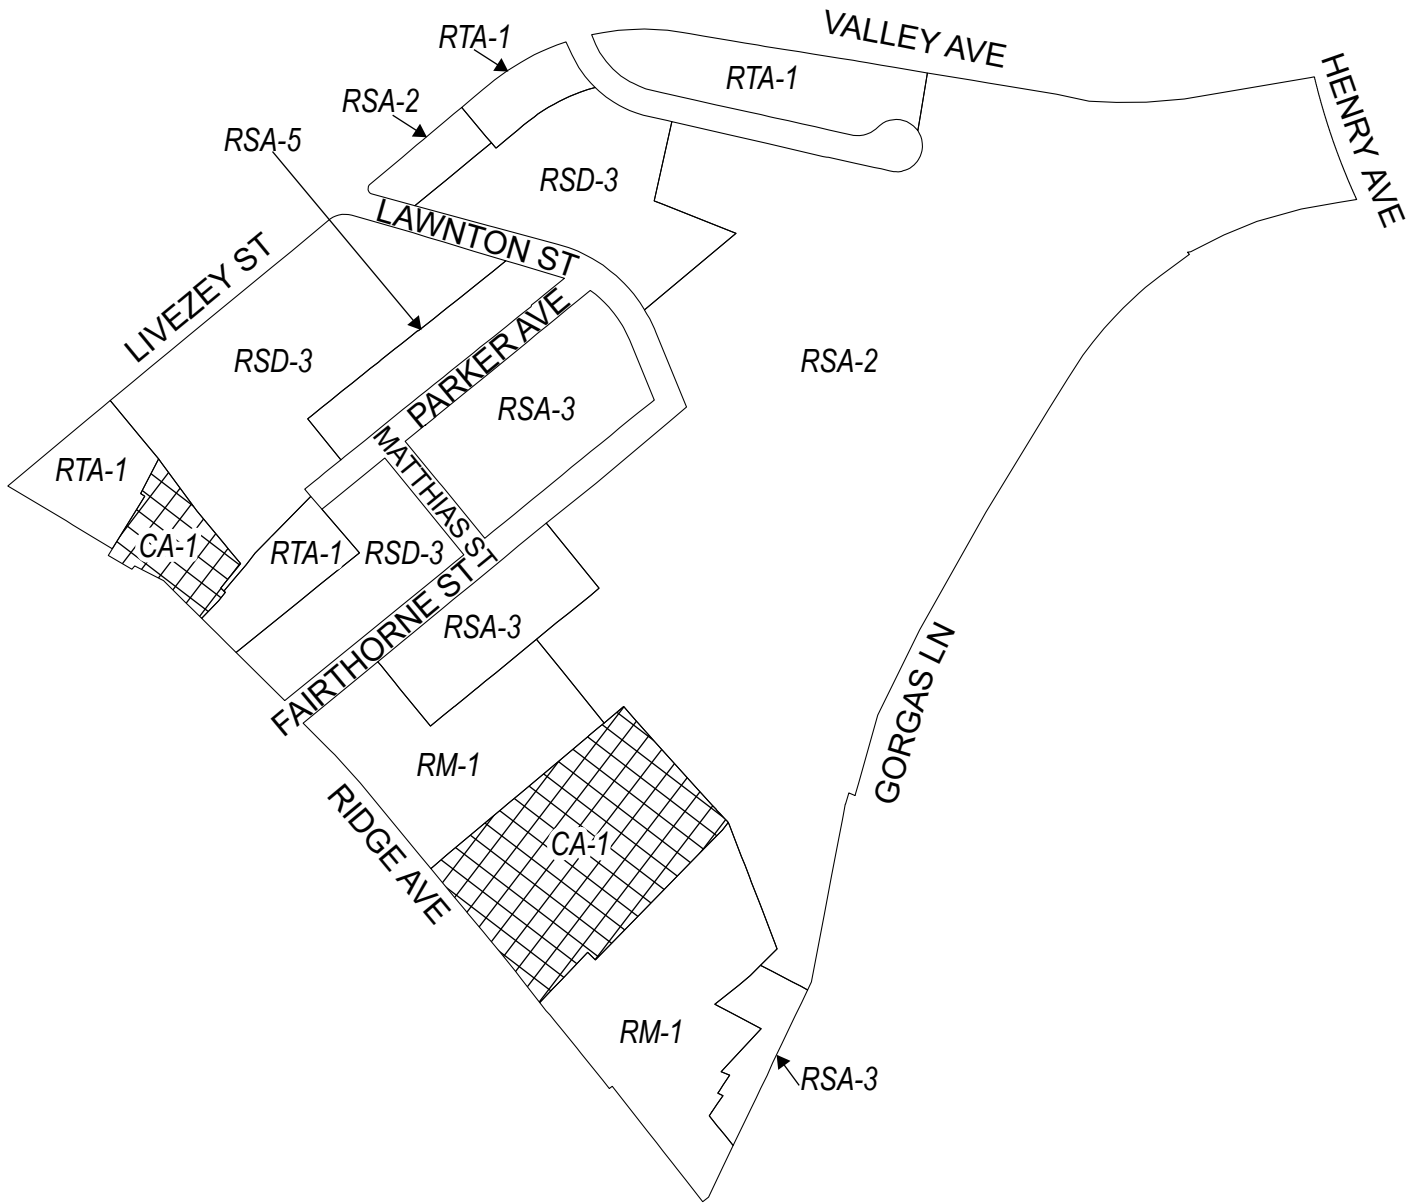 VALLEY AVE
RTA-1
HENRY AVE
RTA-1
RSA-2
RSA-5
RSD-3
LAWNTON ST
LIVEZEY ST
PARKER AVE
RSD-3
RSA-2
RSA-3
MATTHIAS ST
RTA-1
CA-1
RTA-1
RSD-3
FAIRTHORNE ST
RSA-3
GORGAS LN
RM-1
RIDGE AVE
CA-1
RM-1
RSA-3